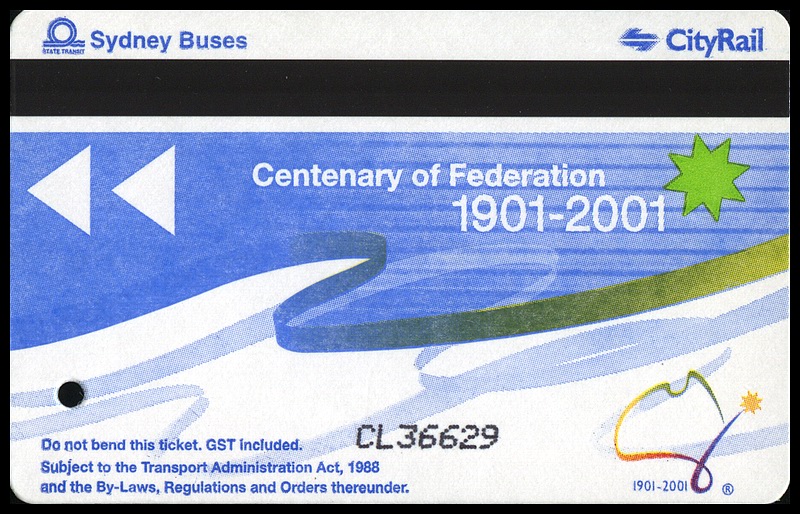 STATE TRANSIT
Sydney Buses
CityRail
Centenary of Federation
1901-2001
CL36629
Do not bend this ticket. GST included.
Subject to the Transport Administration Act, 1988
and the By-Laws, Regulations and Orders thereunder.
1901-2001 ®